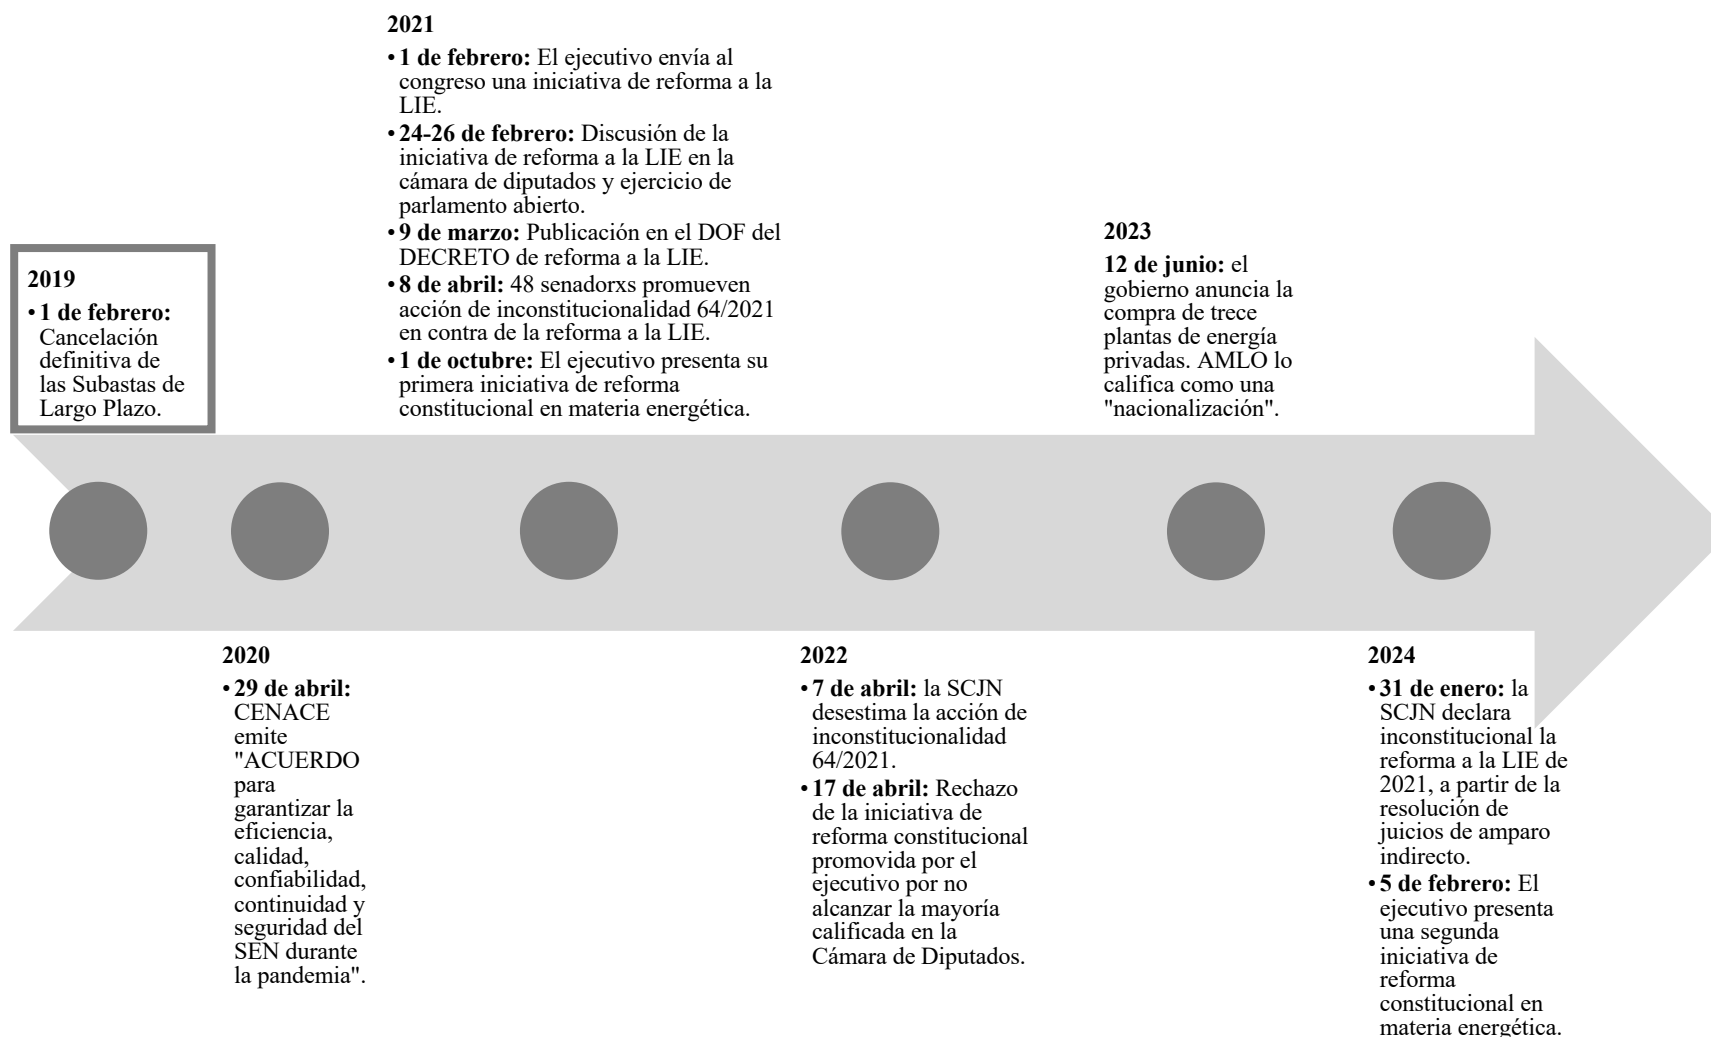 2019
• 1 de febrero:
Cancelación
definitiva de
las Subastas de
Largo Plazo.
2020
• 29 de abril:
CENACE
emite
"ACUERDO
para
garantizar la
eficiencia,
calidad,
confiabilidad,
continuidad y
seguridad del
SEN durante
la pandemia".
2021
• 1 de febrero: El ejecutivo envía al
congreso una iniciativa de reforma a la
LIE.
• 24-26 de febrero: Discusión de la
iniciativa de reforma a la LIE en la
cámara de diputados y ejercicio de
parlamento abierto.
• 9 de marzo: Publicación en el DOF del
DECRETO de reforma a la LIE.
• 8 de abril: 48 senadorxs promueven
acción de inconstitucionalidad 64/2021
en contra de la reforma a la LIE.
• 1 de octubre: El ejecutivo presenta su
primera iniciativa de reforma
constitucional en materia energética.
2022
• 7 de abril: la SCJN
desestima la acción de
inconstitucionalidad
64/2021.
• 17 de abril: Rechazo
de la iniciativa de
reforma constitucional
promovida por el
ejecutivo por no
alcanzar la mayoría
calificada en la
Cámara de Diputados.
2023
12 de junio: el
gobierno anuncia la
compra de trece
plantas de energía
privadas. AMLO lo
califica como una
"nacionalización".
2024
• 31 de enero: la
SCJN declara
inconstitucional la
reforma a la LIE de
2021, a partir de la
resolución de
juicios de amparo
indirecto.
• 5 de febrero: El
ejecutivo presenta
una segunda
iniciativa de
reforma
constitucional en
materia energética.